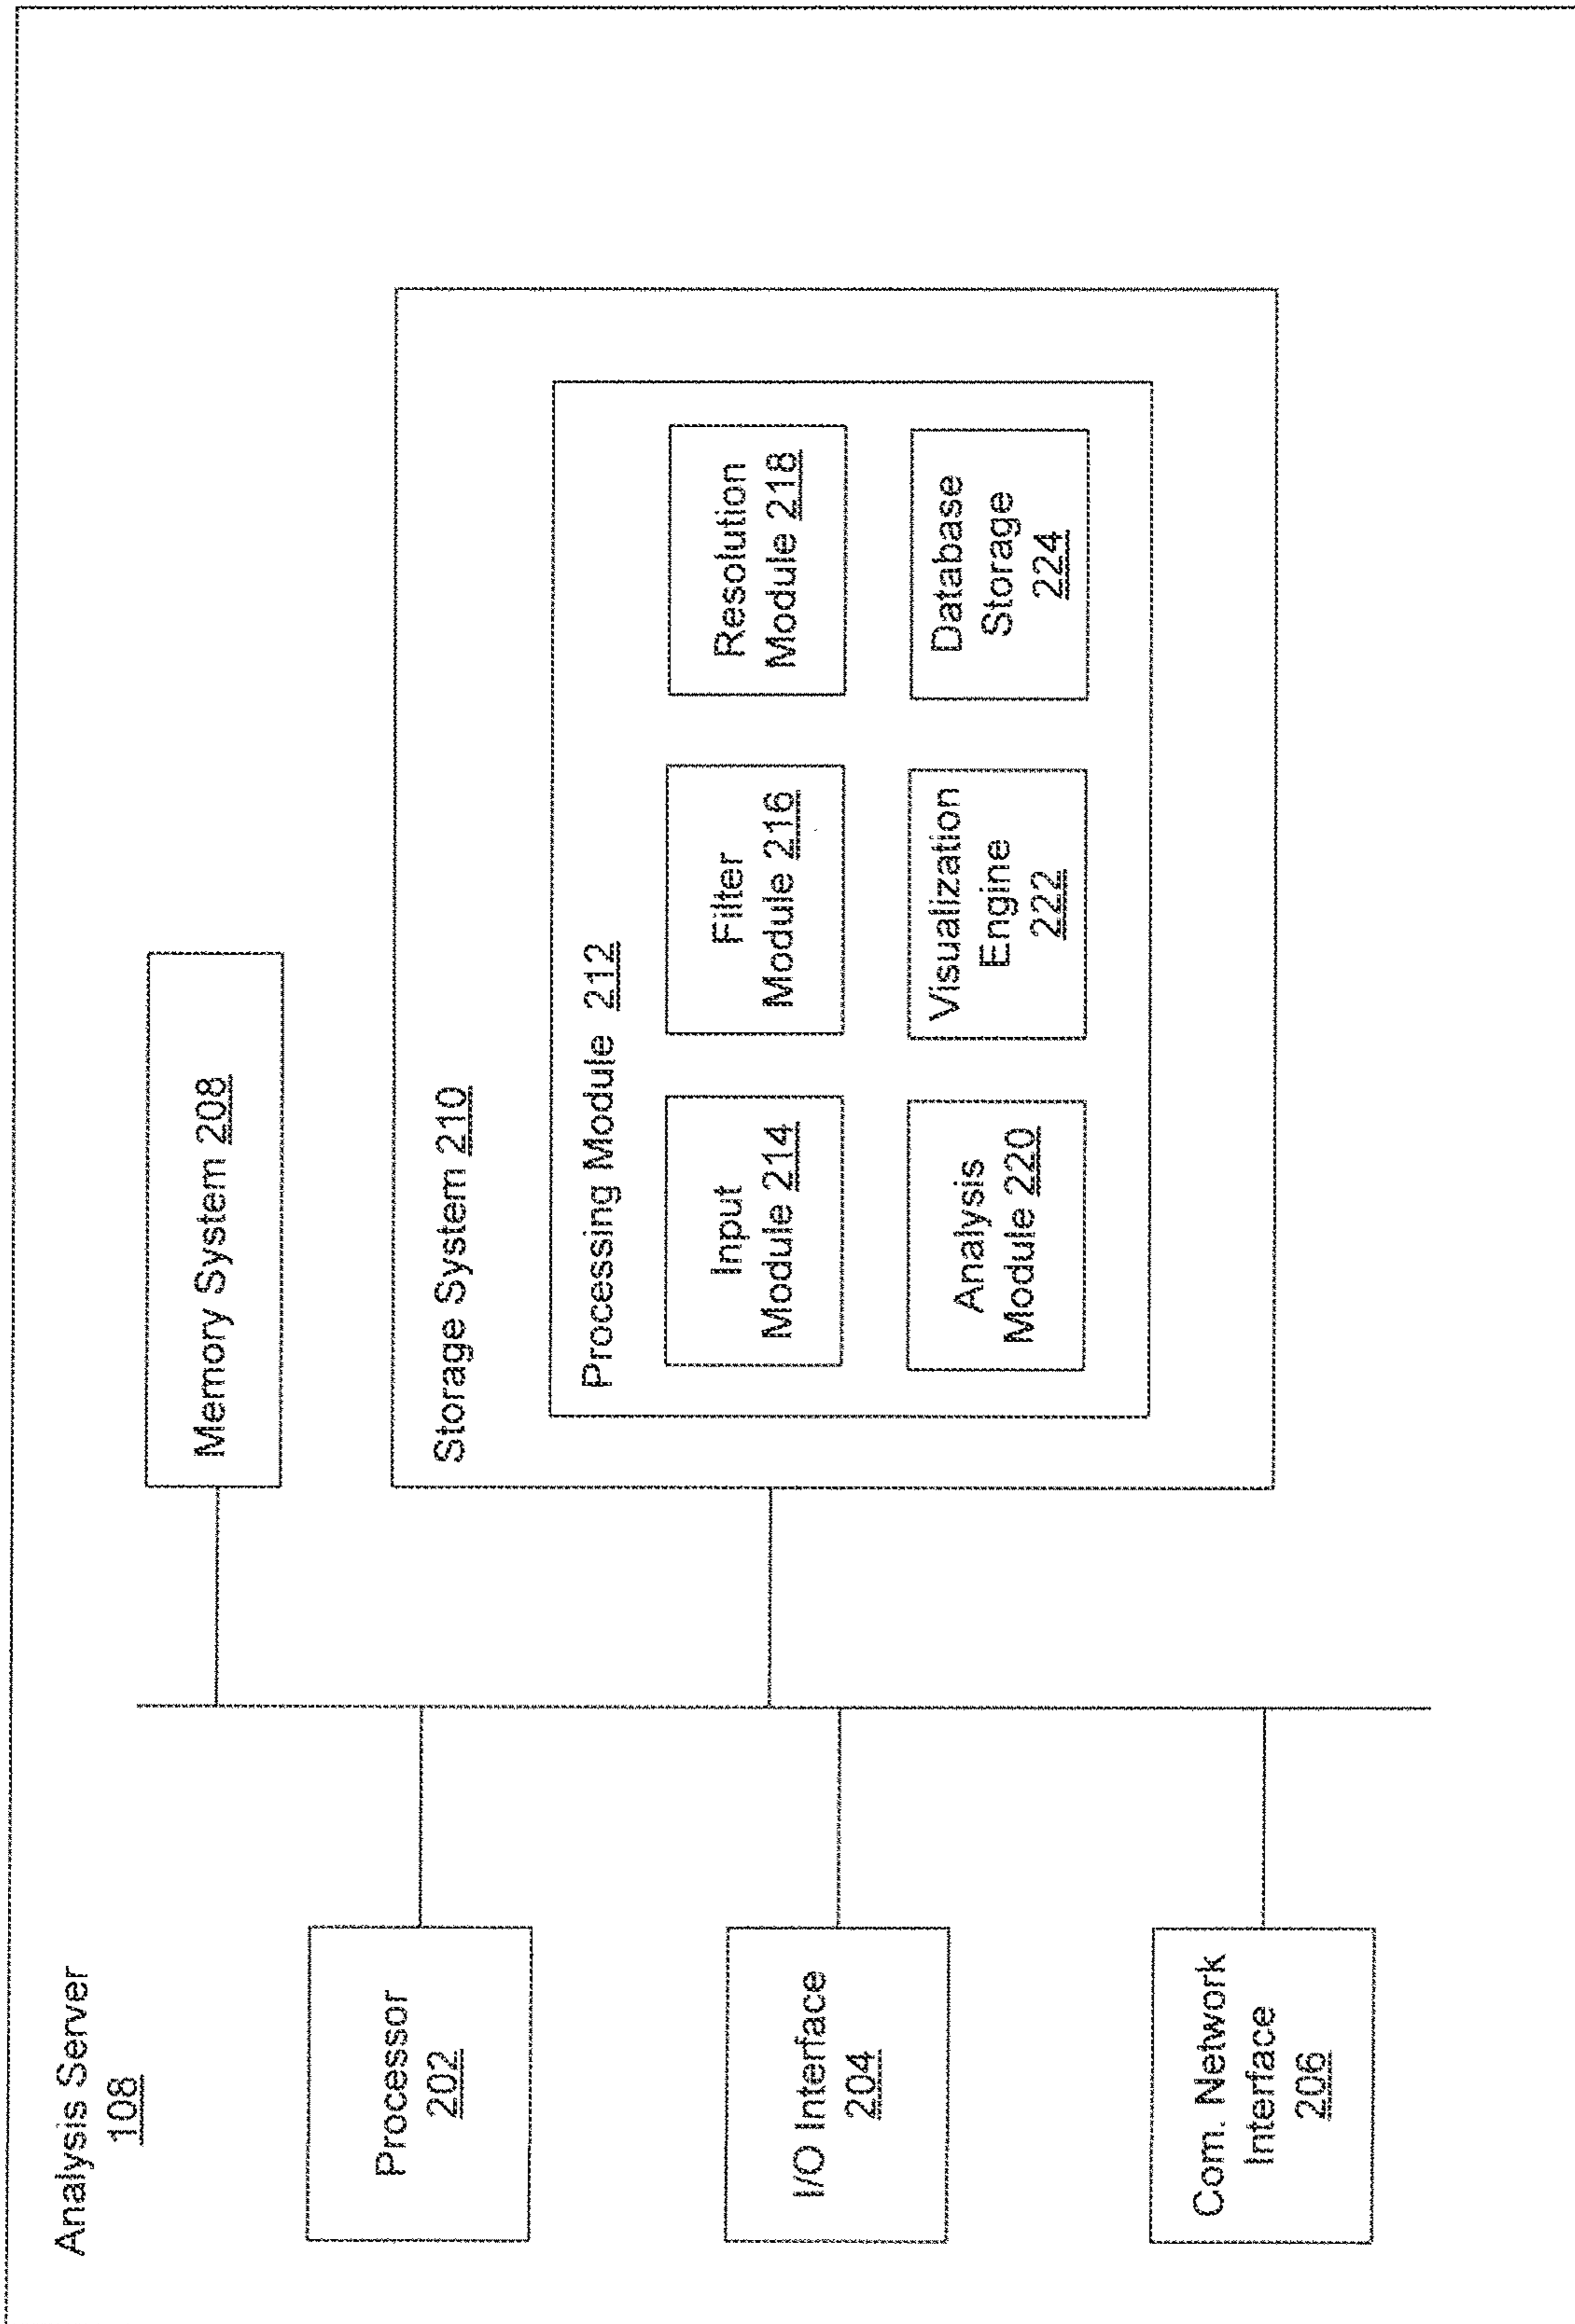 Analysis Server
108
Processor
202
I/O Interface
204
Com. Network
Interface
206
Memory System 208
Storage System 210
Processing Module 212
Input
Module 214
Filter
Module 216
Resolution
Module 218
Analysis
Module 220
Visualization
Engine
222
Database
Storage
224